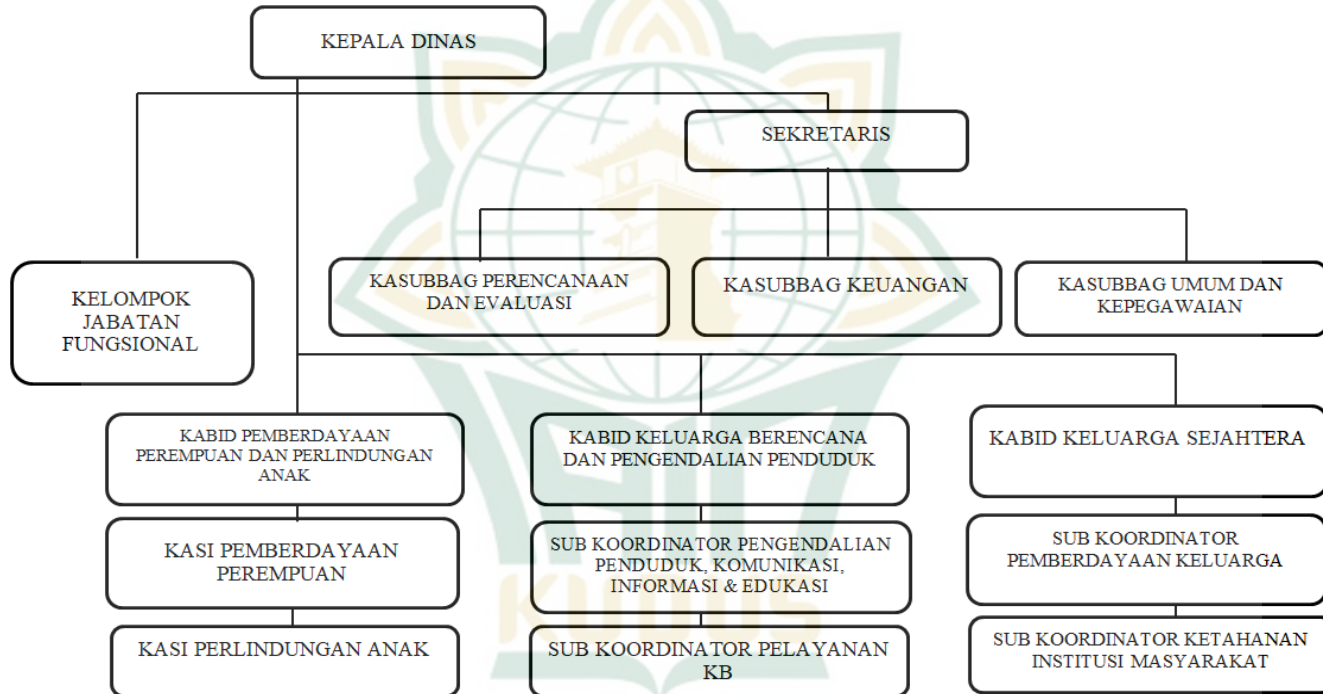 KEPALA DINAS
SEKRETARIS
KELOMPOK
JABATAN
FUNGSIONAL
KASUBBAG PERENCANAAN
DAN EVALUASI
KASUBBAG KEUANGAN
KASUBBAG UMUM DAN
KEPEGAWAIAN
KABID PEMBERDAYAAN
PEREMPUAN DAN PERLINDUNGAN
ANAK
KABID KELUARGA BERENCANA
DAN PENGENDALIAN PENDUDUK
KABID KELUARGA SEJAHTERA
KASI PEMBERDAYAAN
PEREMPUAN
SUB KOORDINATOR PENGENDALIAN
PENDUDUK, KOMUNIKASI,
INFORMASI & EDUKASI
SUB KOORDINATOR
PEMBERDAYAAN KELUARGA
KASI PERLINDUNGAN ANAK
SUB KOORDINATOR PELAYANAN
KB
SUB KOORDINATOR KETAHANAN
INSTITUSI MASYARAKAT
KUDUS